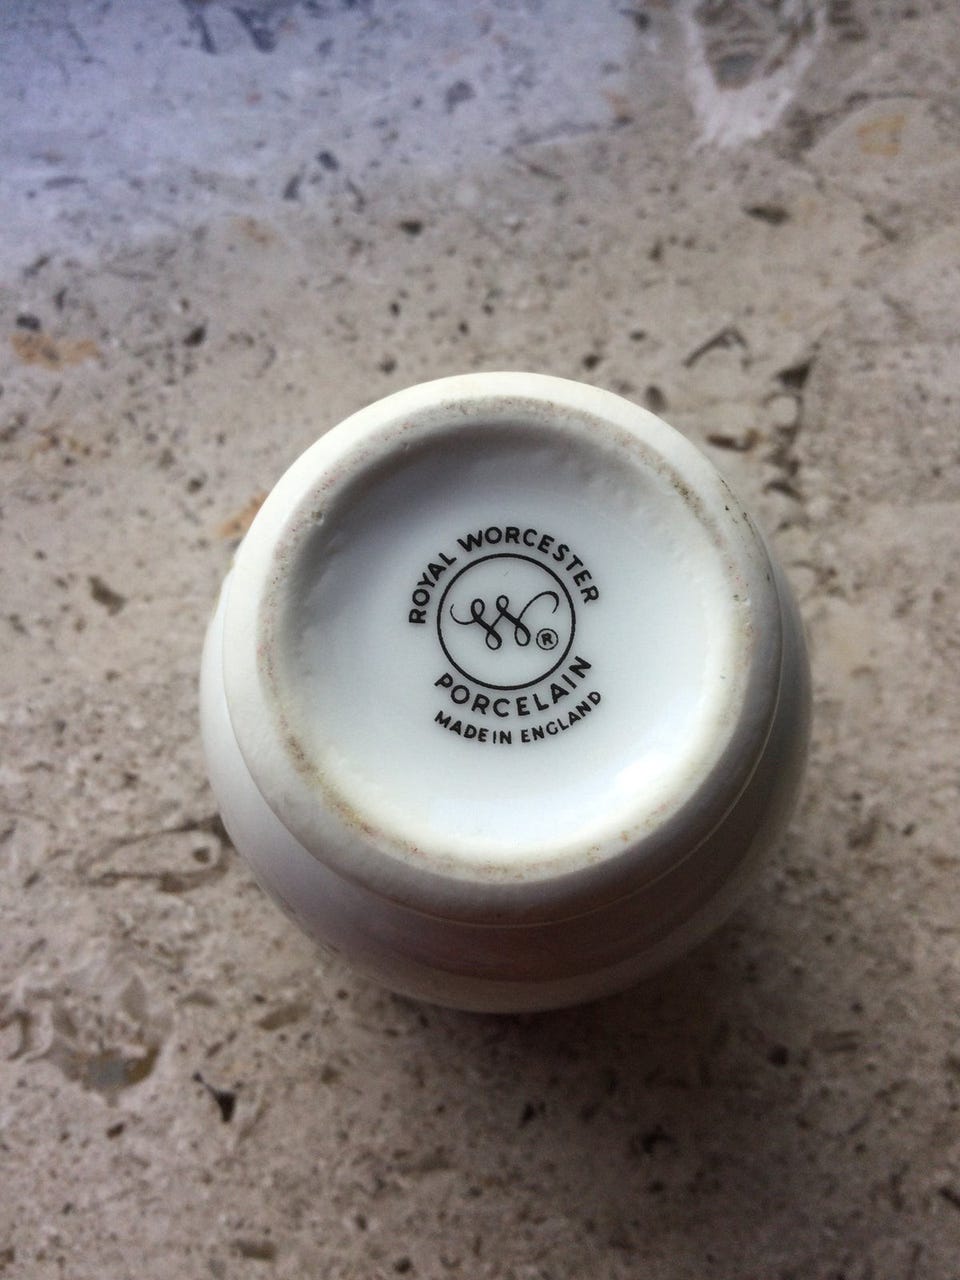 ROYAL WORCESTER
W®
PORCELAIN
MADE IN ENGLAND